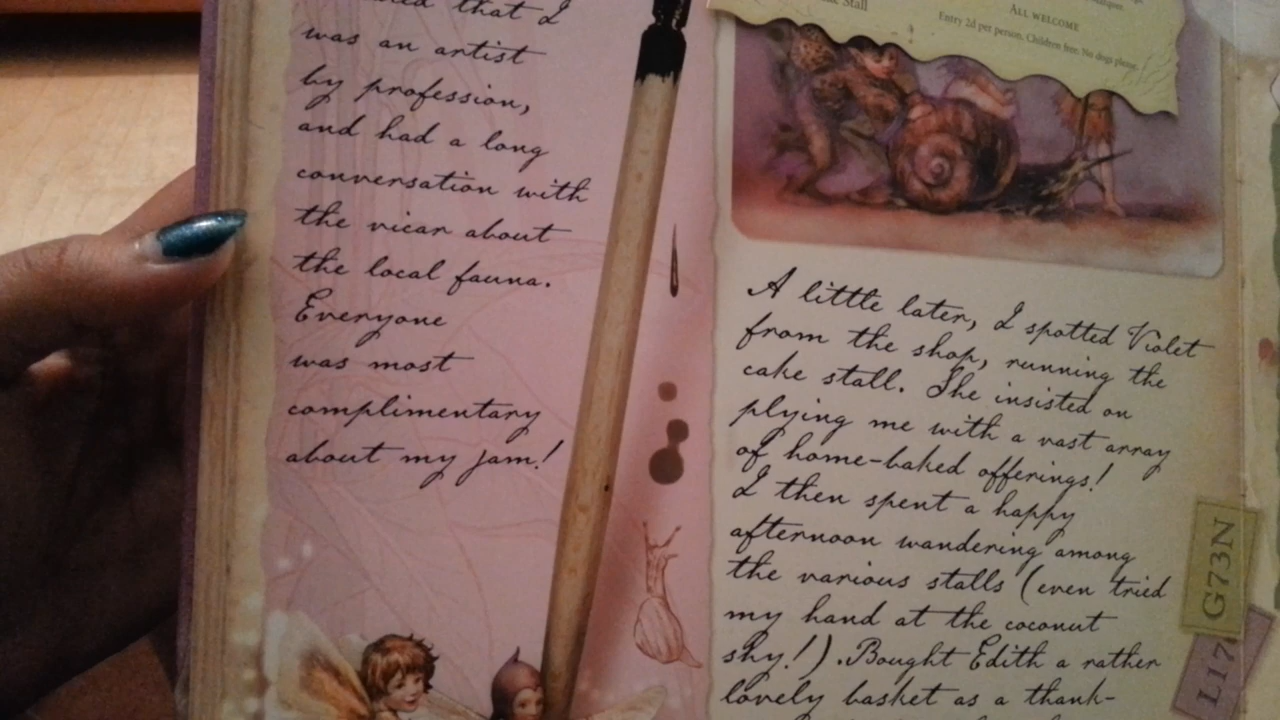 that I
was an artist
by profession,
and had a long
conversation with
the vicar about
the local fauna.
Everyone
was most
complimentary
about my jam!
Stall
ALL WELCOME
Entry 2d per person. Children free. No dogs please.
A little later, I spotted Violet
from the shop, running the
cake stall. She insisted on
plying me with a vast array
of home-baked offerings!
I then spent a happy
afternoon wandering among
the various stalls (even tried
my hand at the coconut
shy!). Bought Edith a rather
lovely basket as a thank-
G73N
L17